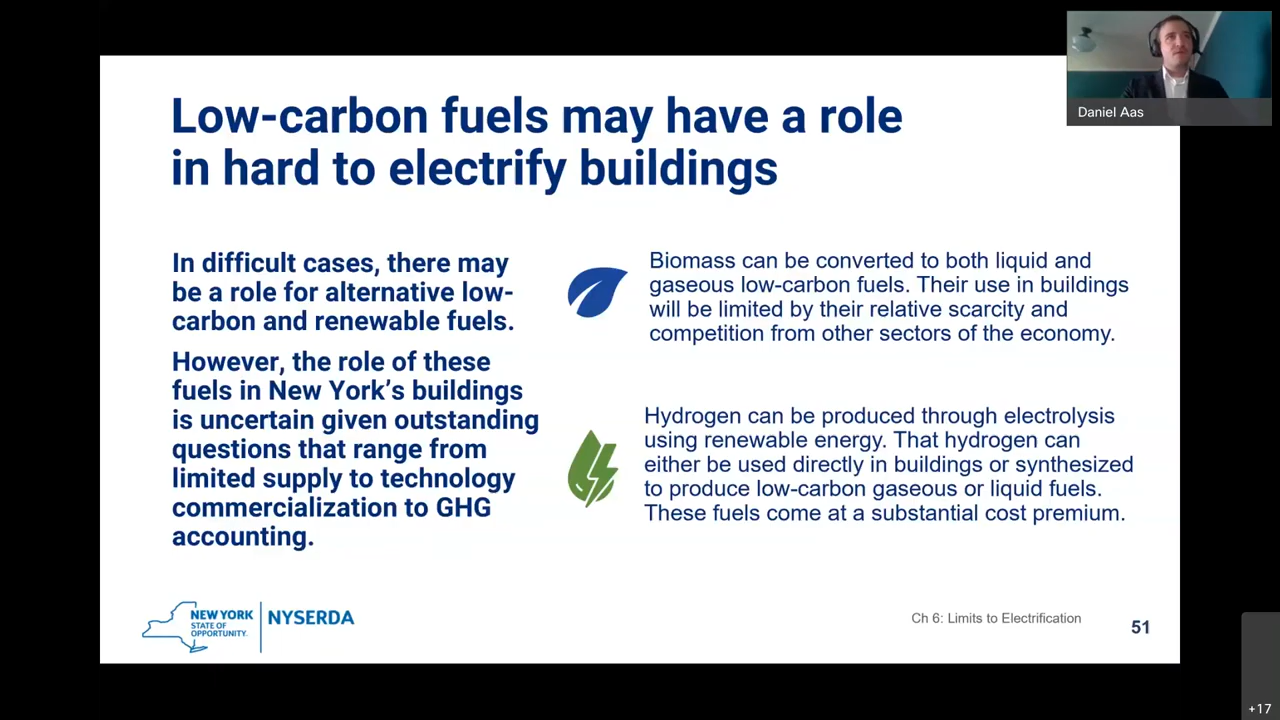 Low-carbon fuels may have a role
in hard to electrify buildings
In difficult cases, there may
be a role for alternative low-
carbon and renewable fuels.
However, the role of these
fuels in New York's buildings
is uncertain given outstanding
questions that range from
limited supply to technology
commercialization to GHG
accounting.
Biomass can be converted to both liquid and
gaseous low-carbon fuels. Their use in buildings
will be limited by their relative scarcity and
competition from other sectors of the economy.
Hydrogen can be produced through electrolysis
using renewable energy. That hydrogen can
either be used directly in buildings or synthesized
to produce low-carbon gaseous or liquid fuels.
These fuels come at a substantial cost premium.
NEW YORK
STATE OF
OPPORTUNITY.
NYSERDA
Ch 6: Limits to Electrification
51
Daniel Aas
+17